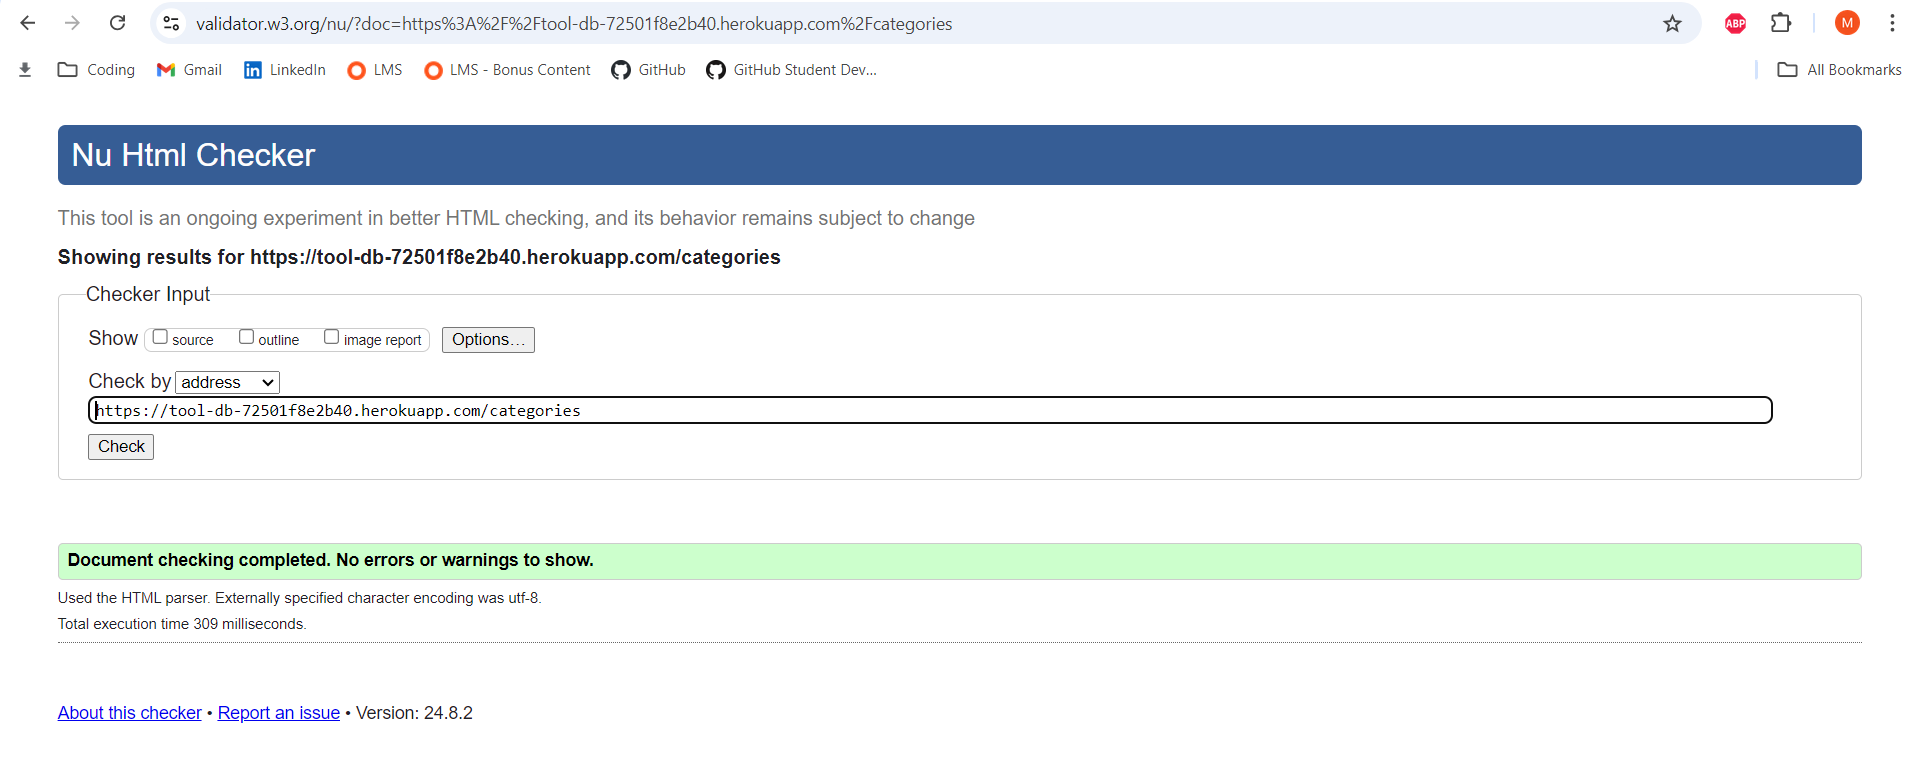 validator.w3.org/nu/?doc=https%3A%2F%2Ftool-db-72501f8e2b40.herokuapp.com%2Fcategories
ABP
M
Coding Gmail LinkedIn LMS LMS - Bonus Content GitHub GitHub Student Dev... All Bookmarks
Nu Html Checker
This tool is an ongoing experiment in better HTML checking, and its behavior remains subject to change
Showing results for https://tool-db-72501f8e2b40.herokuapp.com/categories
Checker Input
Show source outline image report Options...
Check by address
https://tool-db-72501f8e2b40.herokuapp.com/categories
Check
Document checking completed. No errors or warnings to show.
Used the HTML parser. Externally specified character encoding was utf-8.
Total execution time 309 milliseconds.
About this checker • Report an issue • Version: 24.8.2